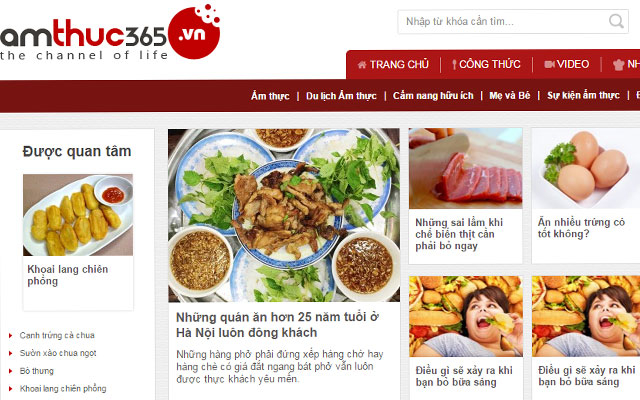 amthuc365.vn
the channel of life
Nhập từ khóa cần tìm...
TRANG CHỦ
CÔNG THỨC
VIDEO
NH
Ẩm thực | Du lịch Ẩm thực | Cẩm nang hữu ích | Mẹ và Bé | Sự kiện ẩm thực | Đ
Được quan tâm
Khoai lang chiên
phồng
Canh trứng cà chua
Sườn xào chua ngọt
Bò thưng
Khoai lang chiên phồng
Những quán ăn hơn 25 năm tuổi ở
Hà Nội luôn đông khách
Những hàng phở phải đứng xếp hàng chờ hay
hàng chè có giá đắt ngang bát phở vẫn luôn
được thực khách yêu mến.
Những sai lầm khi
chế biến thịt cần
phải bỏ ngay
Ăn nhiều trứng có
tốt không?
Điều gì sẽ xảy ra khi
bạn bỏ bữa sáng
Điều gì sẽ xảy ra khi
bạn bỏ bữa sáng